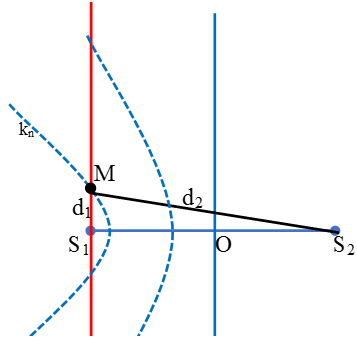 kₙ
M
d₁
d₂
S₁
O
S₂